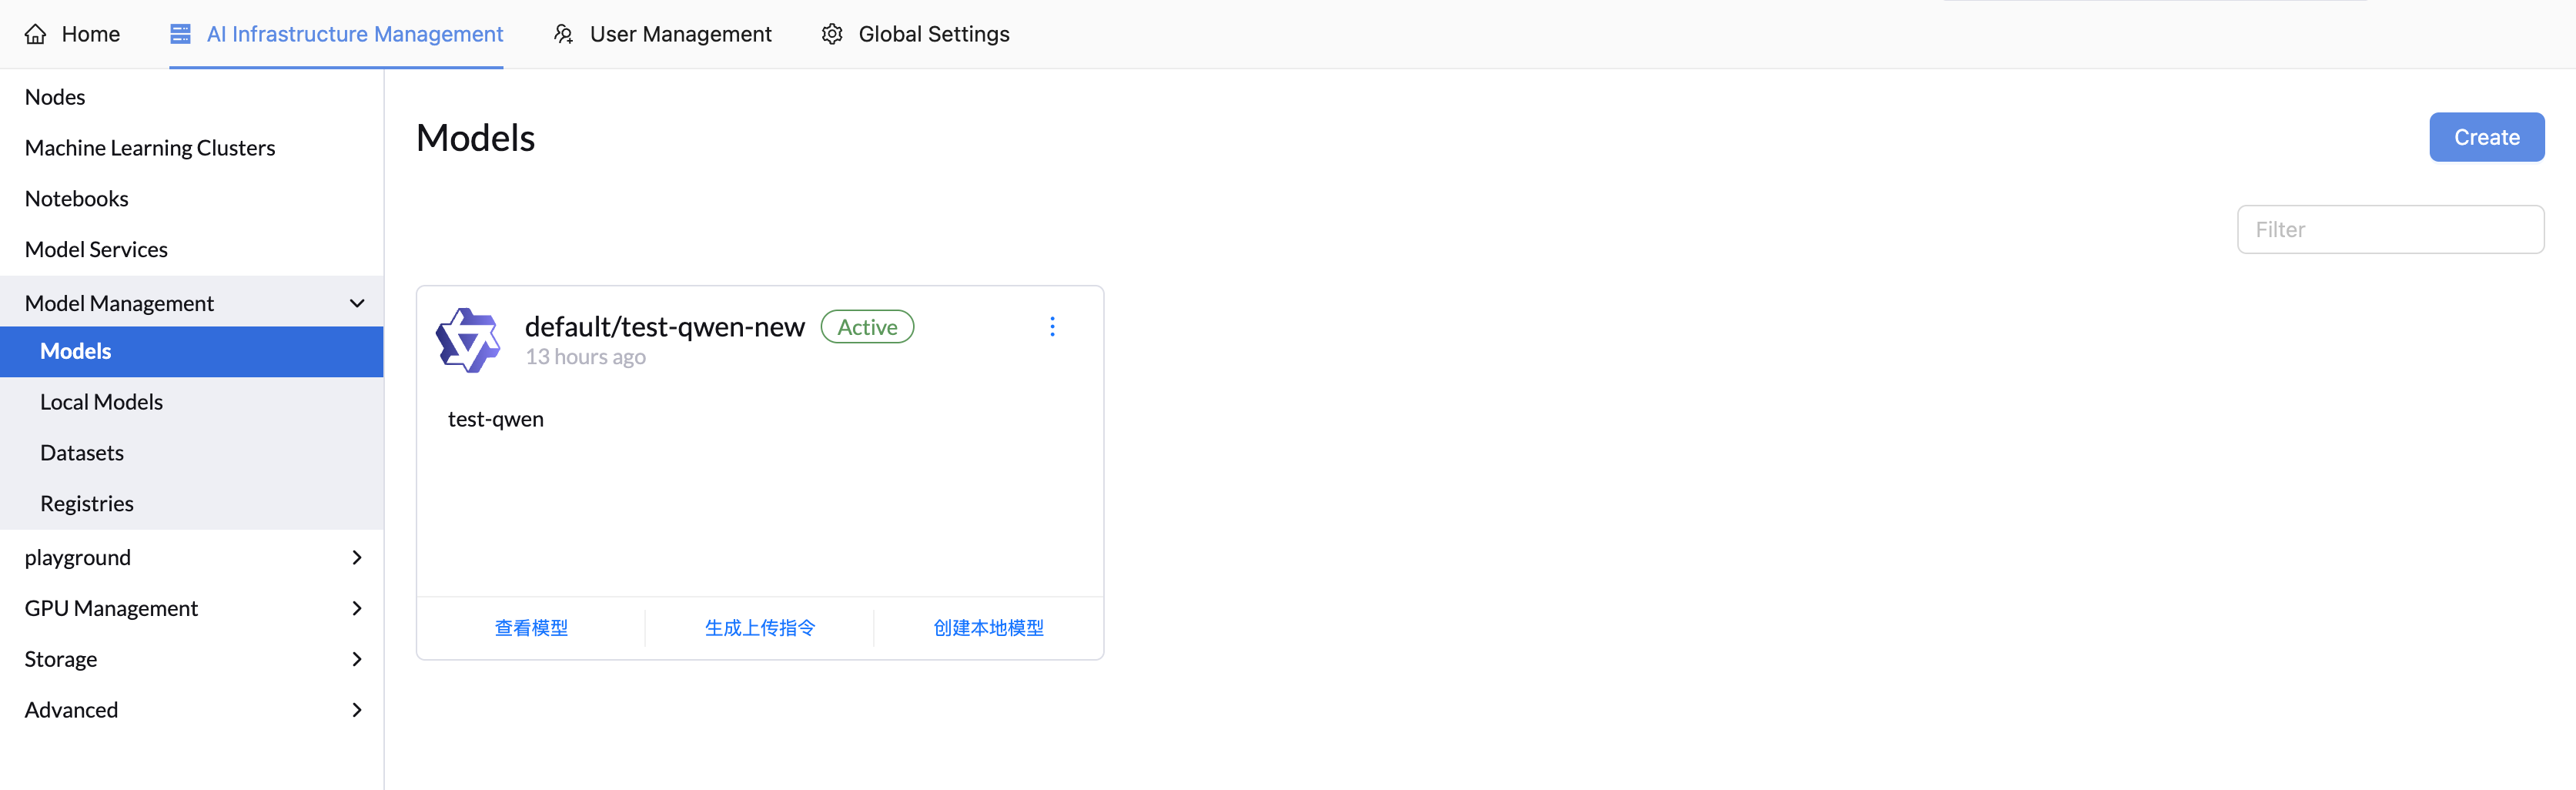 Home AI Infrastructure Management User Management Global Settings
Nodes
Machine Learning Clusters
Notebooks
Model Services
Model Management
Models
Local Models
Datasets
Registries
playground
GPU Management
Storage
Advanced
Models
Create
Filter
default/test-qwen-new Active
13 hours ago
test-qwen
查看模型 生成上传指令 创建本地模型